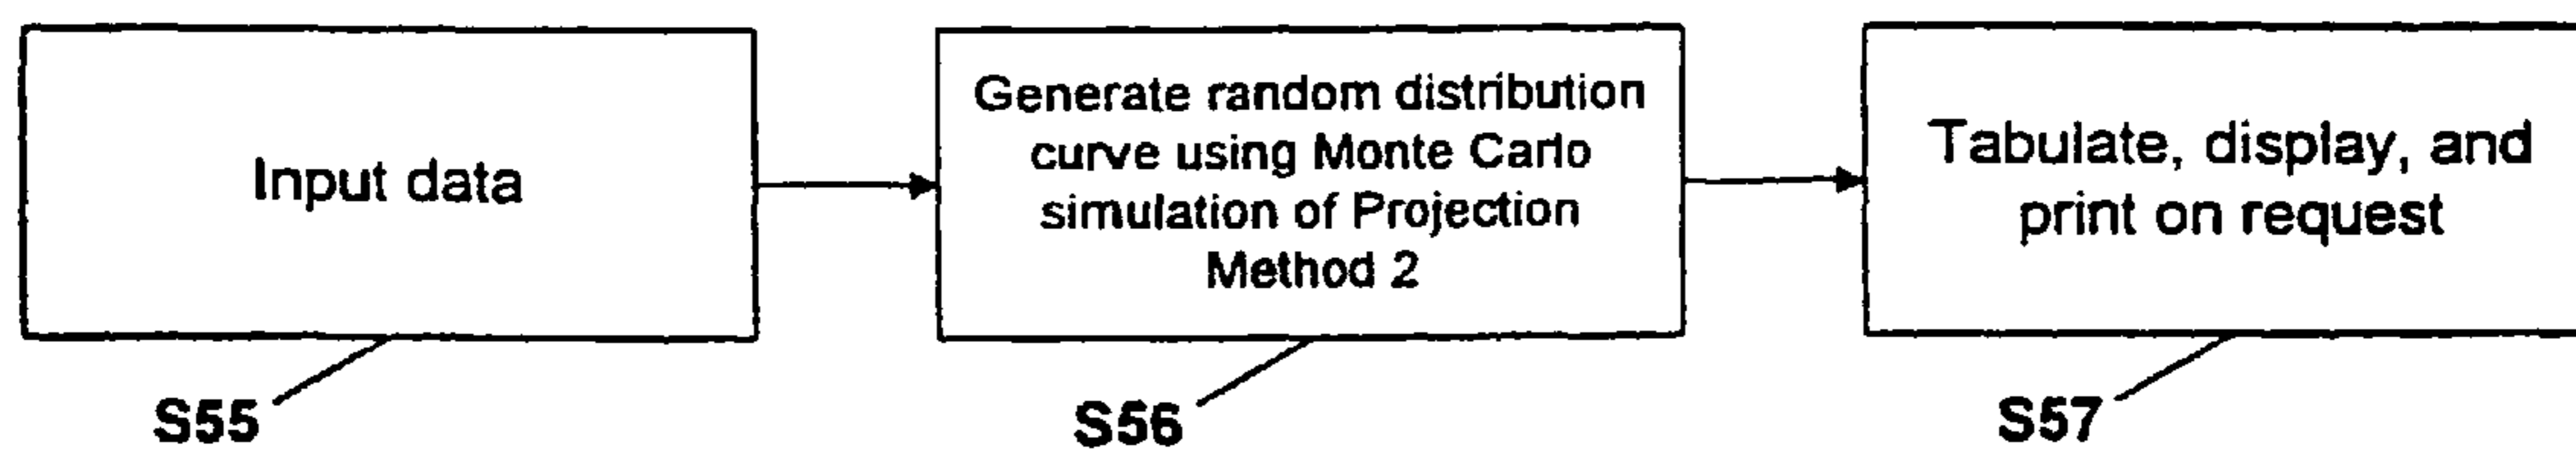 Input data
Generate random distribution
curve using Monte Carlo
simulation of Projection
Method 2
Tabulate, display, and
print on request
S55
S56
S57